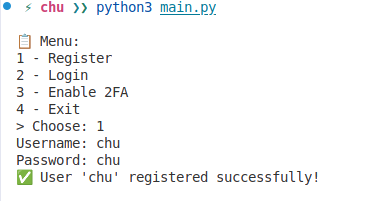 ⚡ chu ❯❯ python3 main.py
📋 Menu:
1 - Register
2 - Login
3 - Enable 2FA
4 - Exit
> Choose: 1
Username: chu
Password: chu
✅ User 'chu' registered successfully!